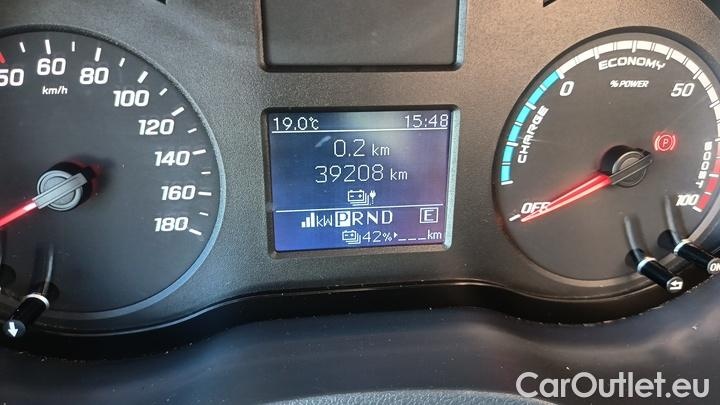 50 60 80 100 120 140 160 180
km/h
19.0°C 15:48
0.2 km
39208 km
kW P R N D E
42% ▸ _ _ _ km
CHARGE 0 ECONOMY 50 BOOST 100
% POWER
OFF
P
ON
CarOutlet.eu